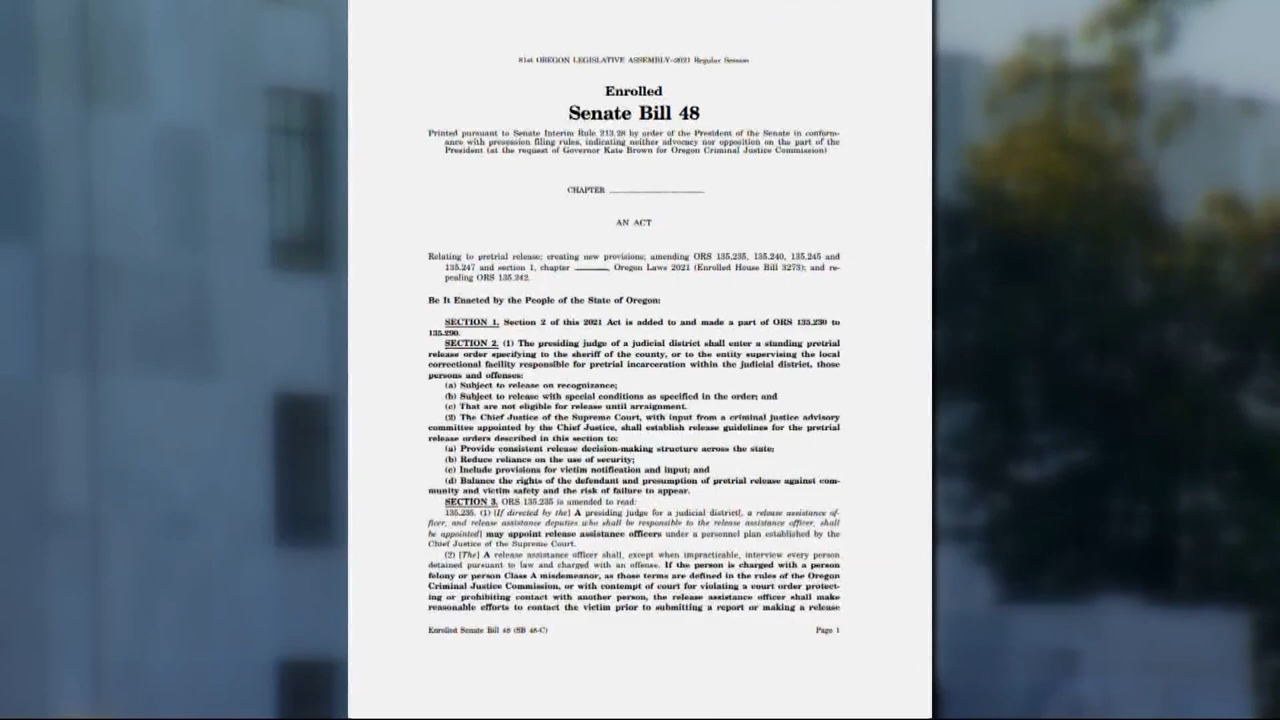 81st OREGON LEGISLATIVE ASSEMBLY--2021 Regular Session
Enrolled
Senate Bill 48
Printed pursuant to Senate Interim Rule 213.28 by order of the President of the Senate in conform-
ance with presession filing rules, indicating neither advocacy nor opposition on the part of the
President (at the request of Governor Kate Brown for Oregon Criminal Justice Commission)
CHAPTER
AN ACT
Relating to pretrial release; creating new provisions; amending ORS 135.235, 135.240, 135.245 and
135.247 and section 1, chapter ______, Oregon Laws 2021 (Enrolled House Bill 3273); and re-
pealing ORS 135.242.
Be It Enacted by the People of the State of Oregon:
SECTION 1. Section 2 of this 2021 Act is added to and made a part of ORS 135.230 to
135.290.
SECTION 2. (1) The presiding judge of a judicial district shall enter a standing pretrial
release order specifying to the sheriff of the county, or to the entity supervising the local
correctional facility responsible for pretrial incarceration within the judicial district, those
persons and offenses:
(a) Subject to release on recognizance;
(b) Subject to release with special conditions as specified in the order; and
(c) That are not eligible for release until arraignment.
(2) The Chief Justice of the Supreme Court, with input from a criminal justice advisory
committee appointed by the Chief Justice, shall establish release guidelines for the pretrial
release orders described in this section to:
(a) Provide consistent release decision-making structure across the state;
(b) Reduce reliance on the use of security;
(c) Include provisions for victim notification and input; and
(d) Balance the rights of the defendant and presumption of pretrial release against com-
munity and victim safety and the risk of failure to appear.
SECTION 3. ORS 135.235 is amended to read:
135.235. (1) [If directed by the] A presiding judge for a judicial district[, a release assistance of-
ficer, and release assistance deputies who shall be responsible to the release assistance officer, shall
be appointed] may appoint release assistance officers under a personnel plan established by the
Chief Justice of the Supreme Court.
(2) [The] A release assistance officer shall, except when impracticable, interview every person
detained pursuant to law and charged with an offense. If the person is charged with a person
felony or person Class A misdemeanor, as those terms are defined in the rules of the Oregon
Criminal Justice Commission, or with contempt of court for violating a court order protect-
ing or prohibiting contact with another person, the release assistance officer shall make
reasonable efforts to contact the victim prior to submitting a report or making a release
Enrolled Senate Bill 48 (SB 48-C)
Page 1